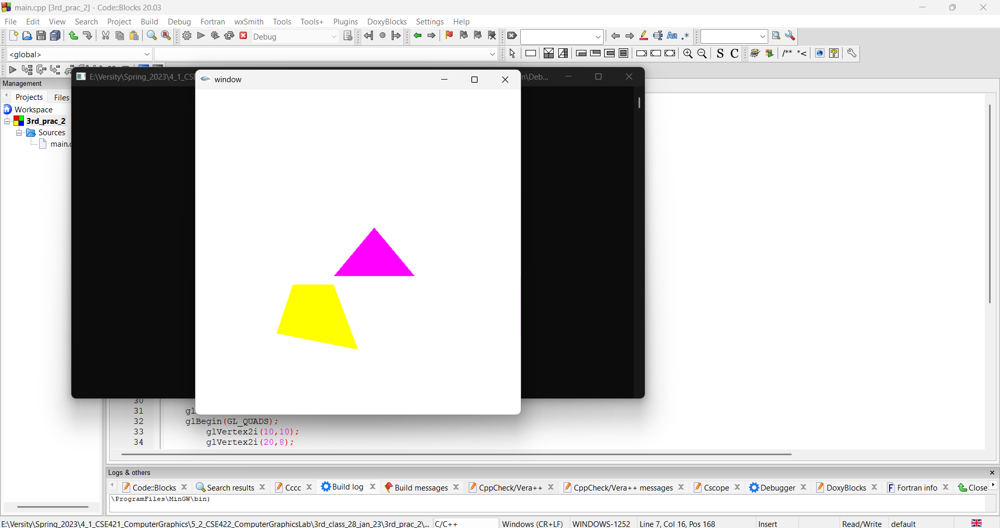 main.cpp [3rd_prac_2] - Code::Blocks 20.03
File Edit View Search Project Build Debug Fortran wxSmith Tools Tools+ Plugins DoxyBlocks Settings Help
Debug
<global>
S C /** *<
E:\Versity\Spring_2023\4_1_CSE
n\Deb...
window
Management
Projects Files
Workspace
3rd_prac_2
Sources
main.c
30
31 gl
32 glBegin(GL_QUADS);
33 glVertex2i(10,10);
34 glVertex2i(20,8);
Logs & others
Code::Blocks Search results Cccc Build log Build messages CppCheck/Vera++ CppCheck/Vera++ messages Cscope Debugger DoxyBlocks Fortran info Close
\ProgramFiles\MinGW\bin)
E:\Versity\Spring_2023\4_1_CSE421_ComputerGraphics\5_2_CSE422_ComputerGraphicsLab\3rd_class_28_jan_23\3rd_prac_2\... C/C++ Windows (CR+LF) WINDOWS-1252 Line 7, Col 16, Pos 168 Insert Read/Write default